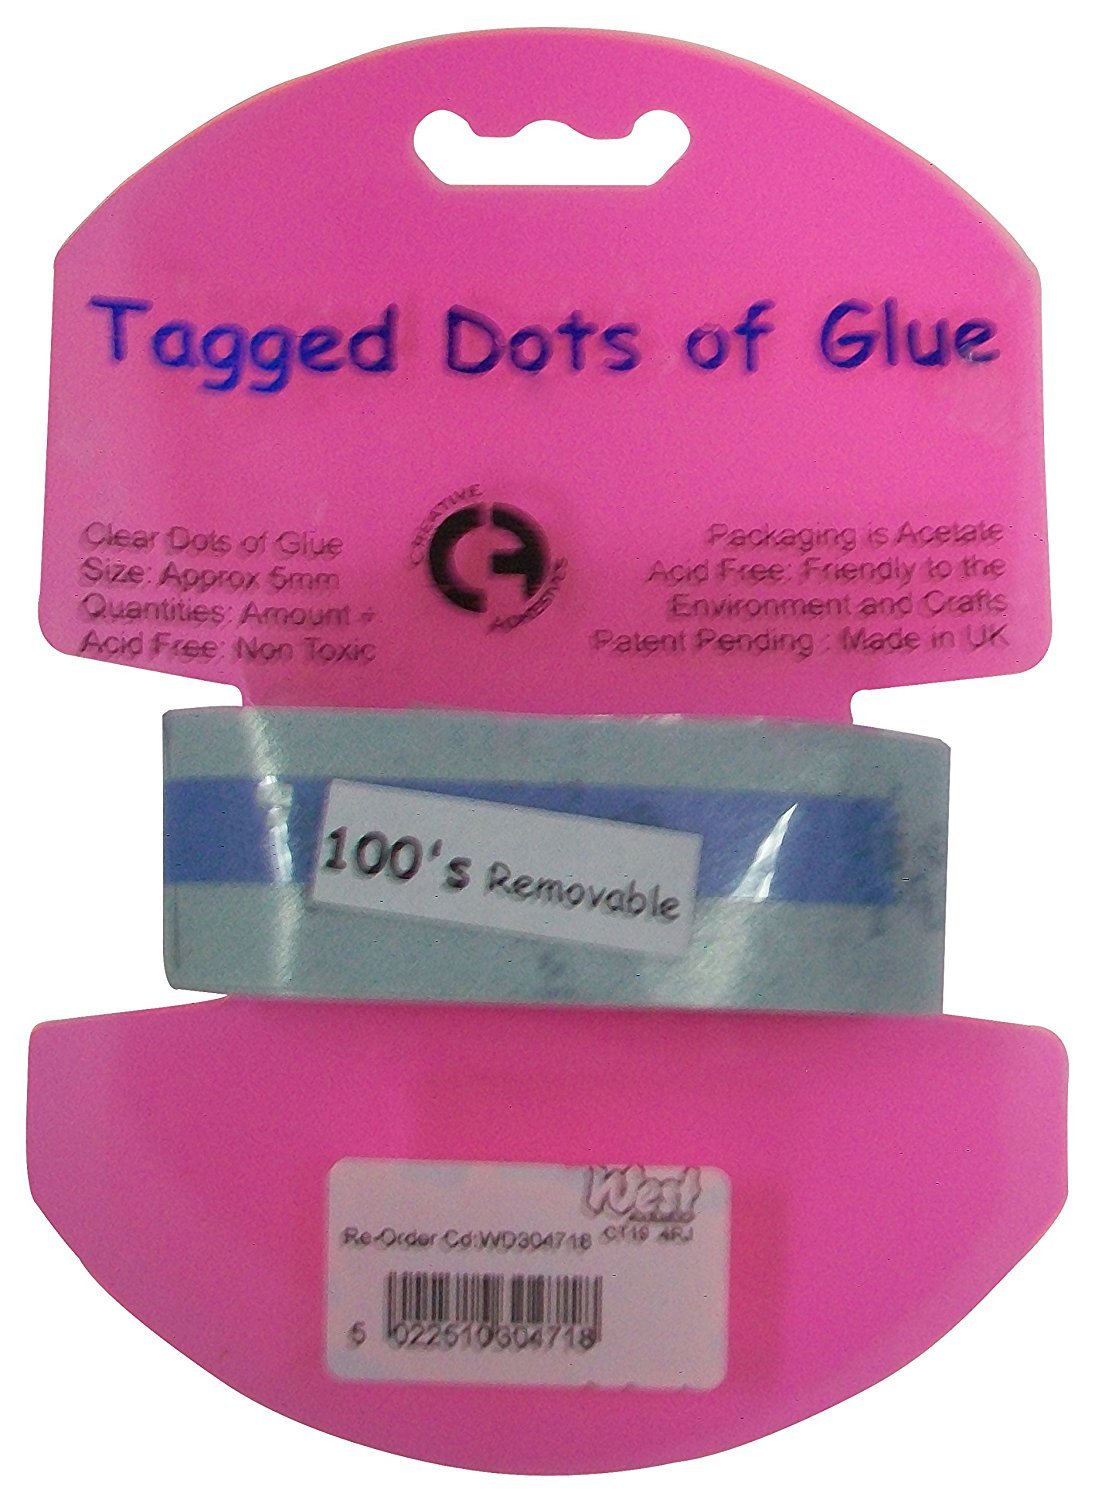 Tagged Dots of Glue
CREATIVE
CA
ADHESIVES
Clear Dots of Glue
Size: Approx 5mm
Quantities: Amount +
Acid Free: Non Toxic
Packaging is Acetate
Acid Free: Friendly to the
Environment and Crafts
Patent Pending : Made in UK
100's Removable
West
Re-Order Cd:WD304718 CT19 4RJ
5 022510304718